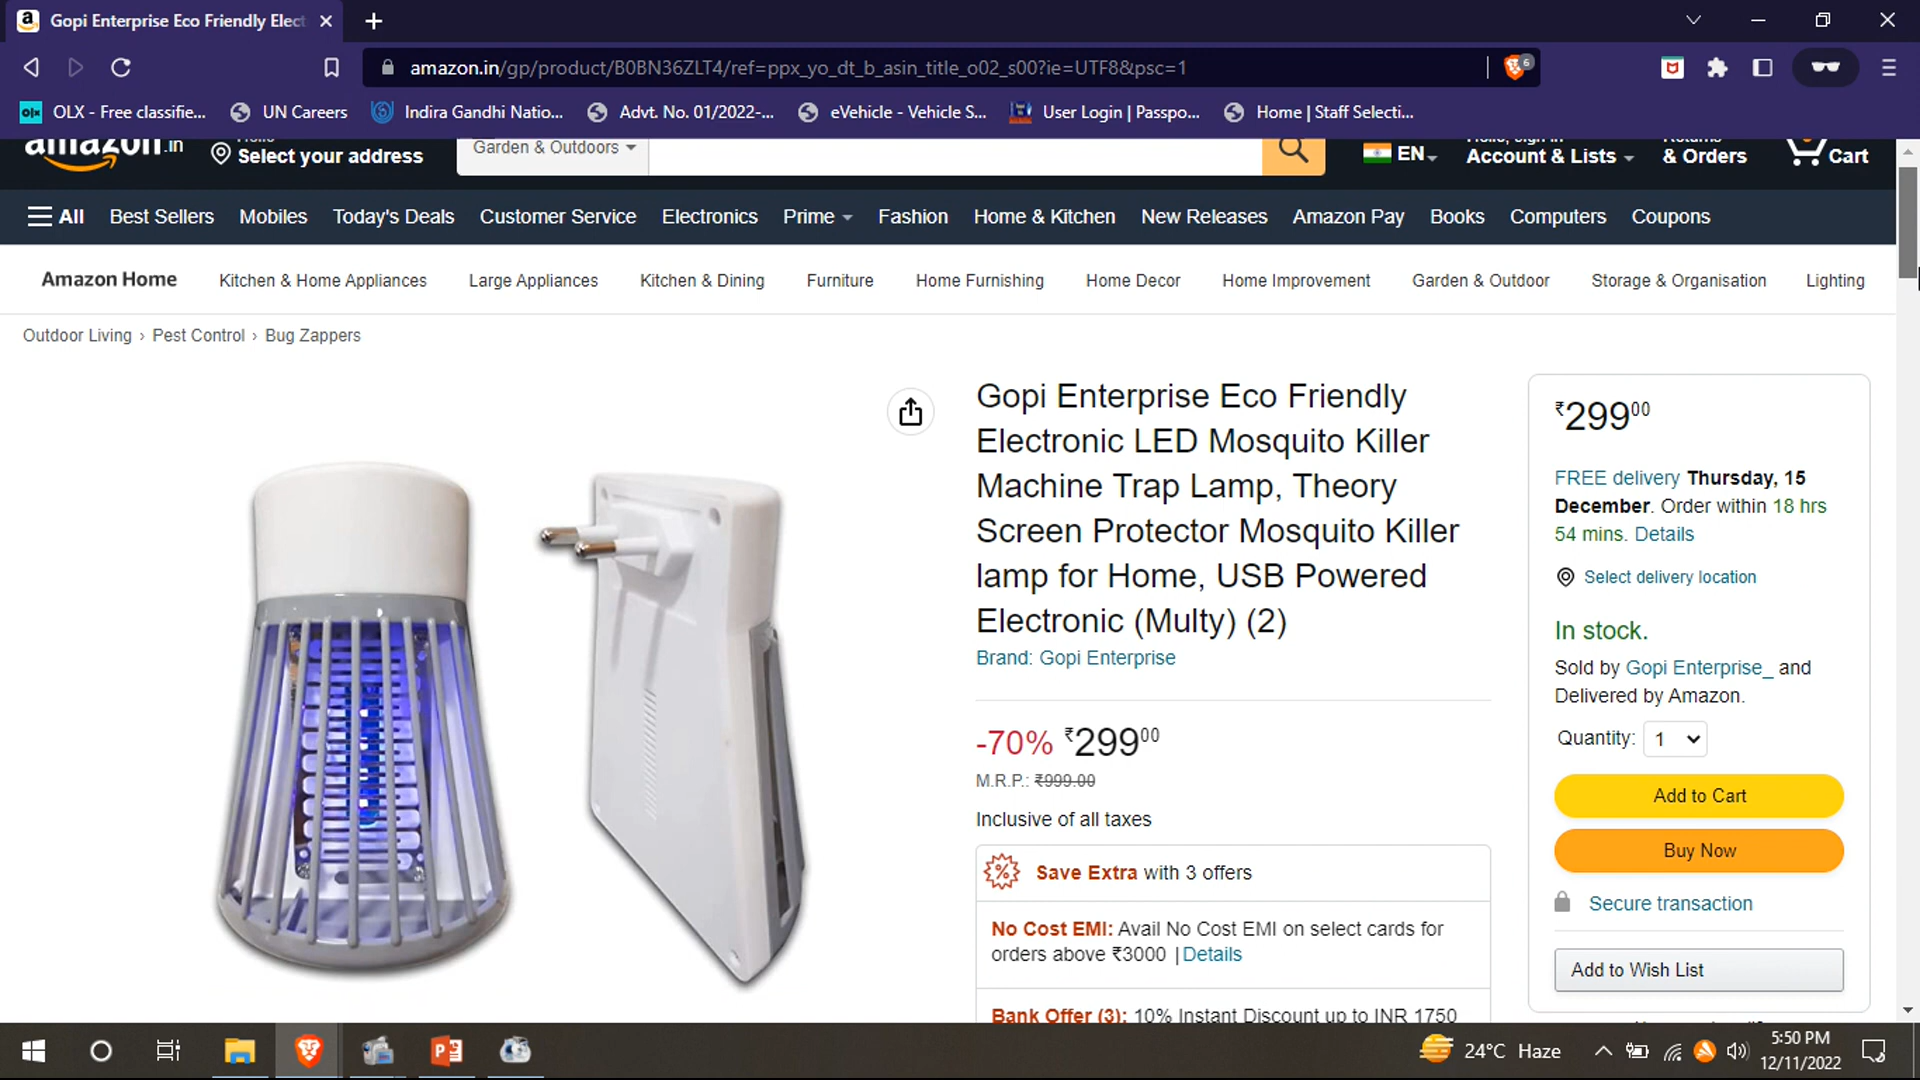 Gopi Enterprise Eco Friendly Elect
amazon.in/gp/product/B0BN36ZLT4/ref=ppx_yo_dt_b_asin_title_o02_s00?ie=UTF8&psc=1
6
olx OLX - Free classifie... UN Careers Indira Gandhi Natio... Advt. No. 01/2022-... eVehicle - Vehicle S... User Login | Passpo... Home | Staff Selecti...
amazon.in Select your address Garden & Outdoors EN Account & Lists & Orders Cart
All Best Sellers Mobiles Today's Deals Customer Service Electronics Prime Fashion Home & Kitchen New Releases Amazon Pay Books Computers Coupons
Amazon Home Kitchen & Home Appliances Large Appliances Kitchen & Dining Furniture Home Furnishing Home Decor Home Improvement Garden & Outdoor Storage & Organisation Lighting
Outdoor Living › Pest Control › Bug Zappers
Gopi Enterprise Eco Friendly
Electronic LED Mosquito Killer
Machine Trap Lamp, Theory
Screen Protector Mosquito Killer
lamp for Home, USB Powered
Electronic (Multy) (2)
Brand: Gopi Enterprise
-70% ₹29900
M.R.P.: ₹999.00
Inclusive of all taxes
Save Extra with 3 offers
No Cost EMI: Avail No Cost EMI on select cards for
orders above ₹3000 | Details
Bank Offer (3): 10% Instant Discount up to INR 1750
₹29900
FREE delivery Thursday, 15
December. Order within 18 hrs
54 mins. Details
Select delivery location
In stock.
Sold by Gopi Enterprise_ and
Delivered by Amazon.
Quantity: 1
Add to Cart
Buy Now
Secure transaction
Add to Wish List
24°C Haze
5:50 PM
12/11/2022